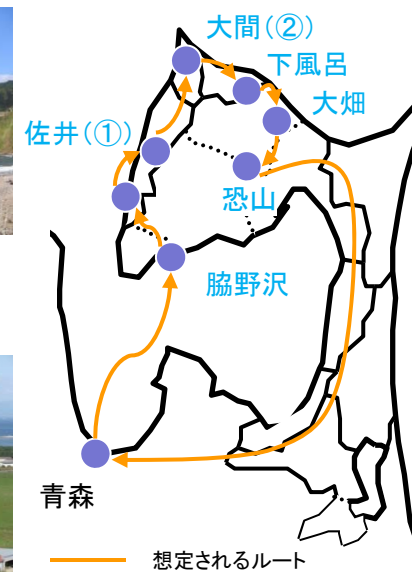 大間(②)
下風呂
大畑
佐井(①)
恐山
脇野沢
青森
想定されるルート